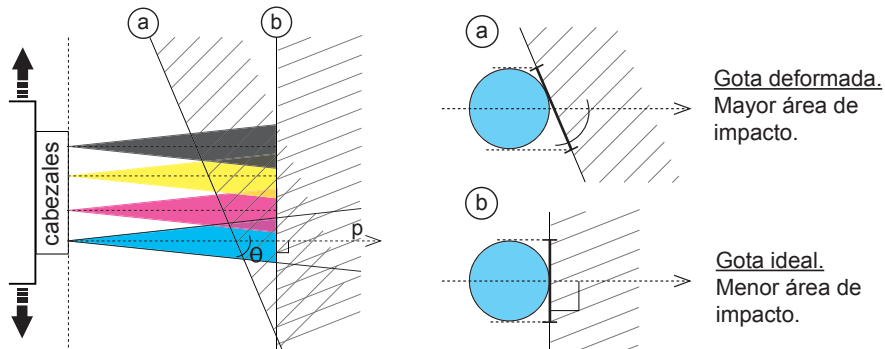 a
b
cabezales
θ
p
a
Gota deformada.
Mayor área de
impacto.
b
Gota ideal.
Menor área de
impacto.